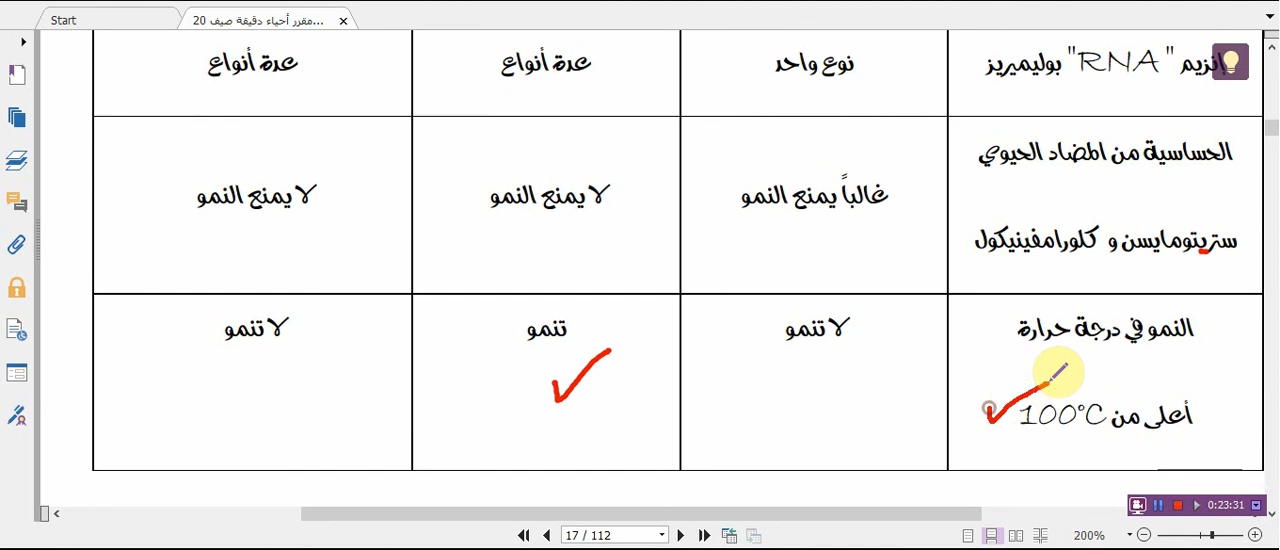 Start
20 مقرر أحياء دقيقة صيف...
إنزيم "RNA" بوليميريز
نوع واحد
عدة أنواع
عدة أنواع
الحساسية من المضاد الحيوي
ستريتومايسن و كلورامفينيكول
غالباً يمنع النمو
لا يمنع النمو
لا يمنع النمو
النمو في درجة حرارة
أعلى من 100°C
لا تنمو
تنمو
لا تنمو
0:23:31
17 / 112
200%